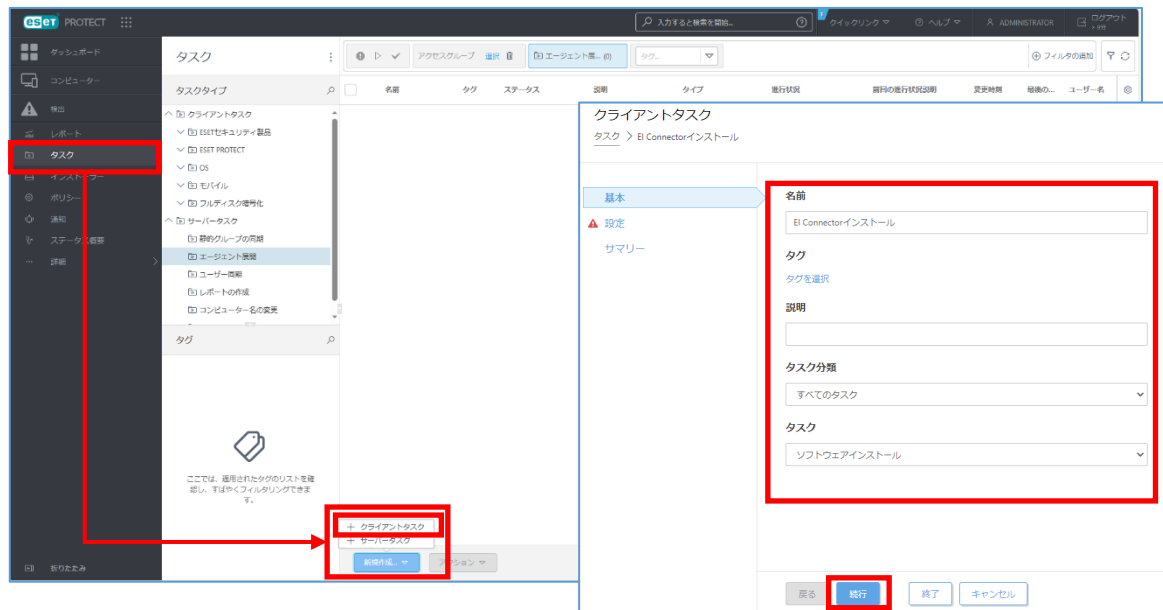 eset PROTECT
入力すると検索を開始...
クイックリンク
ヘルプ
ADMINISTRATOR
ログアウト
ダッシュボード
コンピューター
検出
レポート
タスク
インストーラー
ポリシー
通知
ステータス概要
詳細
折りたたみ
タスク
アクセスグループ 選択
エージェント展... (0)
タグ...
フィルタの追加
タスクタイプ
名前 タグ ステータス 説明 タイプ 進行状況 前回の進行状況説明 変更時間 最後の... ユーザー名
クライアントタスク
ESETセキュリティ製品
ESET PROTECT
OS
モバイル
フルディスク暗号化
サーバータスク
静的グループの同期
エージェント展開
ユーザー同期
レポートの作成
コンピューター名の変更
タグ
ここでは、適用されたタグのリストを確
認し、すばやくフィルタリングできま
す。
クライアントタスク
サーバータスク
新規作成...
アクション
クライアントタスク
タスク > EI Connectorインストール
基本
設定
サマリー
名前
EI Connectorインストール
タグ
タグを選択
説明
タスク分類
すべてのタスク
タスク
ソフトウェアインストール
戻る
続行
終了
キャンセル